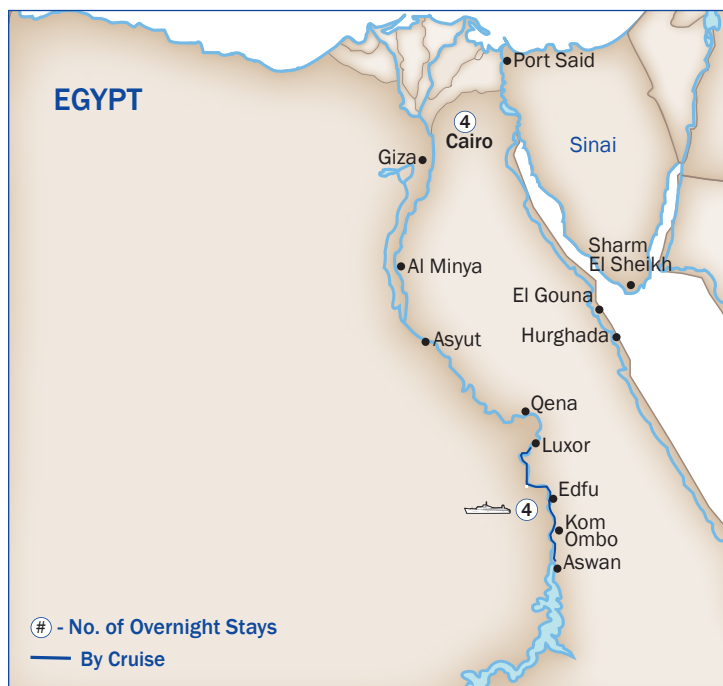 Port Said
EGYPT
4
Cairo
Sinai
Giza
Sharm
El Sheikh
Al Minya
El Gouna
Hurghada
Asyut
Qena
Luxor
Edfu
4
Kom
Ombo
Aswan
# - No. of Overnight Stays
By Cruise